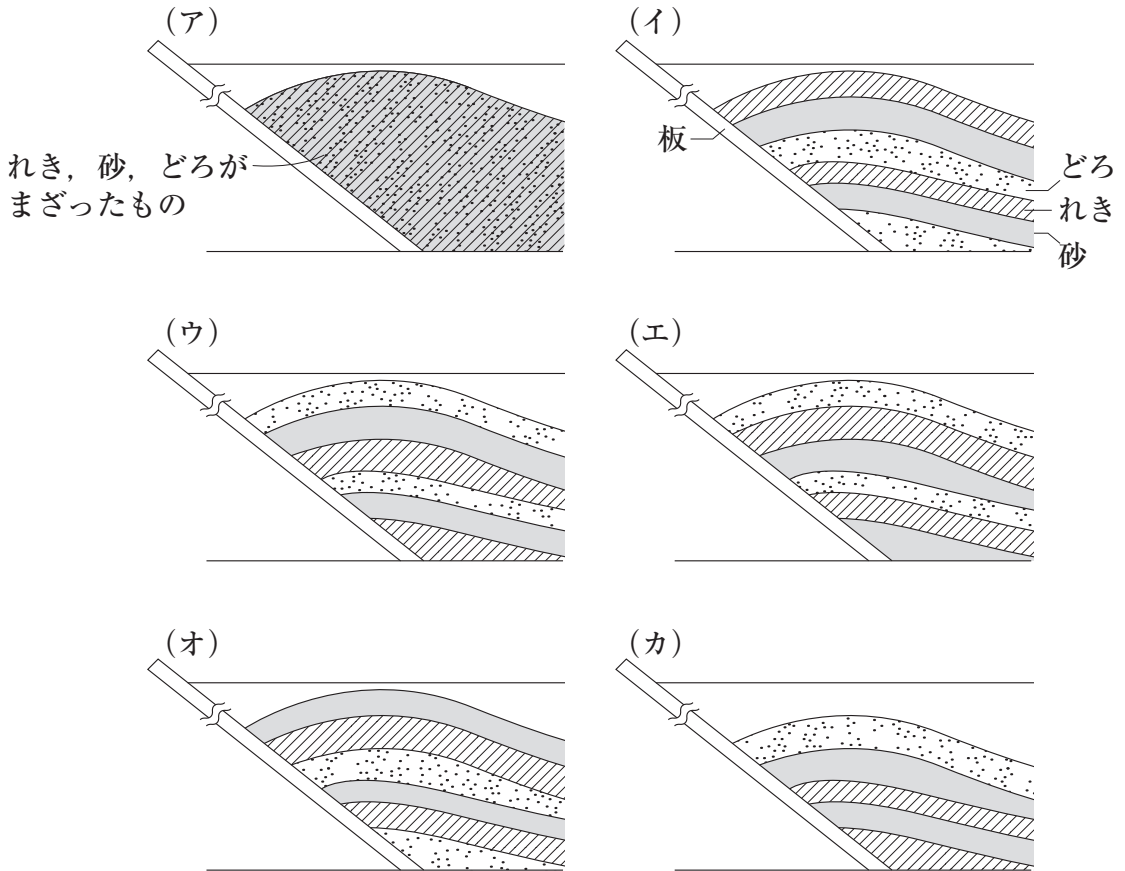 (ア)
れき，砂，どろが
まざったもの
(イ)
板
どろ
れき
砂
(ウ)
(エ)
(オ)
(カ)